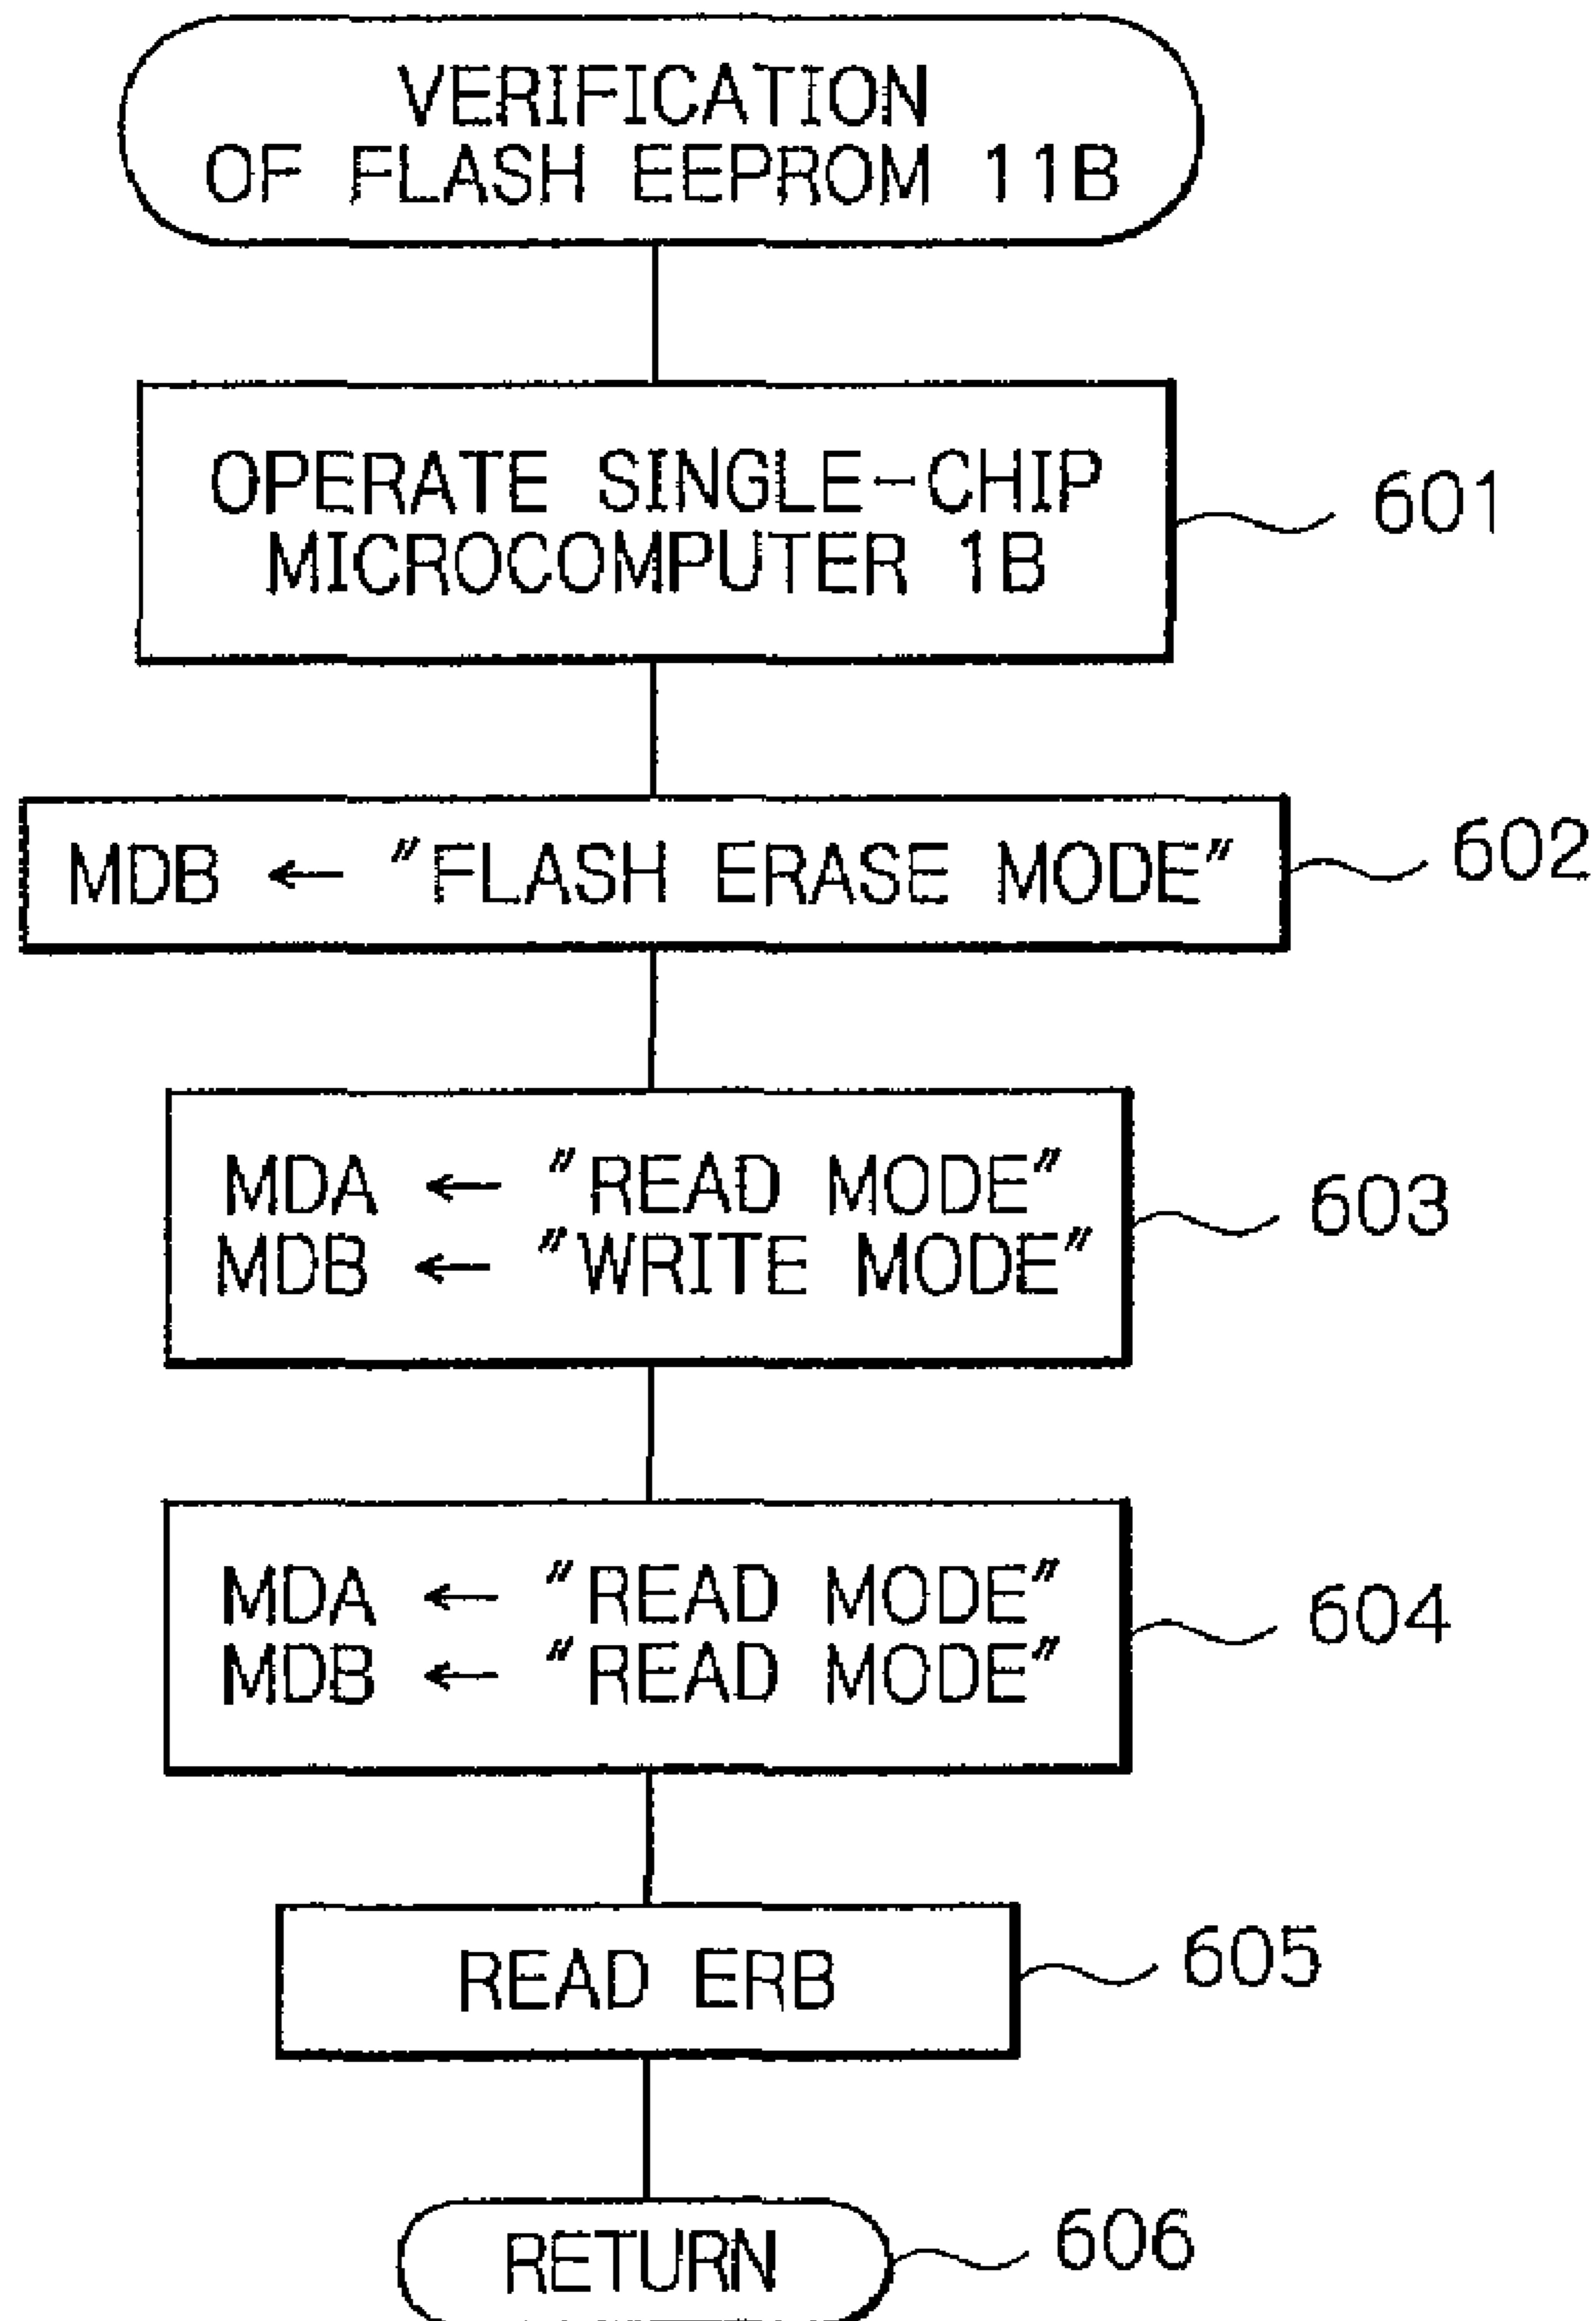 VERIFICATION
OF FLASH EEPROM 11B
OPERATE SINGLE-CHIP
MICROCOMPUTER 1B
601
MDB ← "FLASH ERASE MODE"
602
MDA ← "READ MODE"
MDB ← "WRITE MODE"
603
MDA ← "READ MODE"
MDB ← "READ MODE"
604
READ ERB
605
RETURN
606